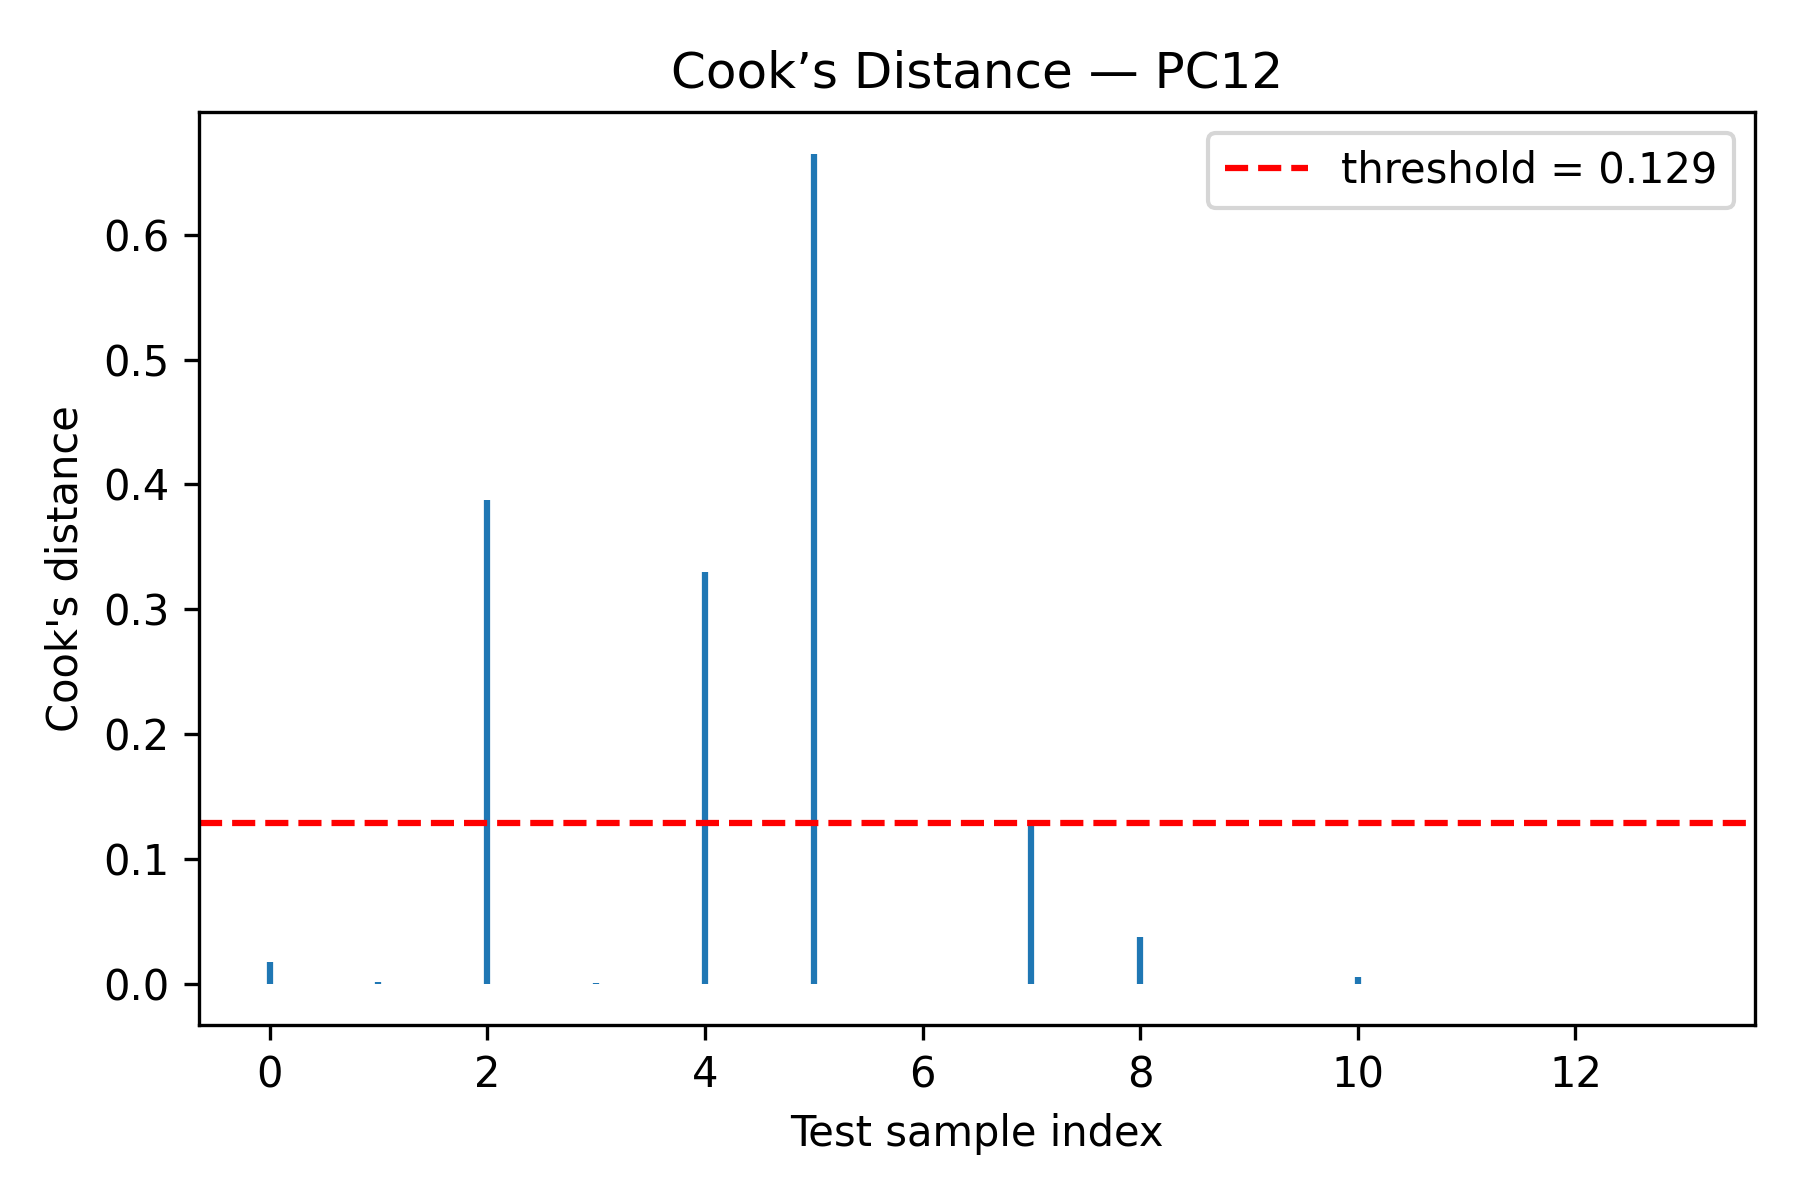 Cook’s Distance — PC12
threshold = 0.129
Cook's distance
0.6
0.5
0.4
0.3
0.2
0.1
0.0
0 2 4 6 8 10 12
Test sample index